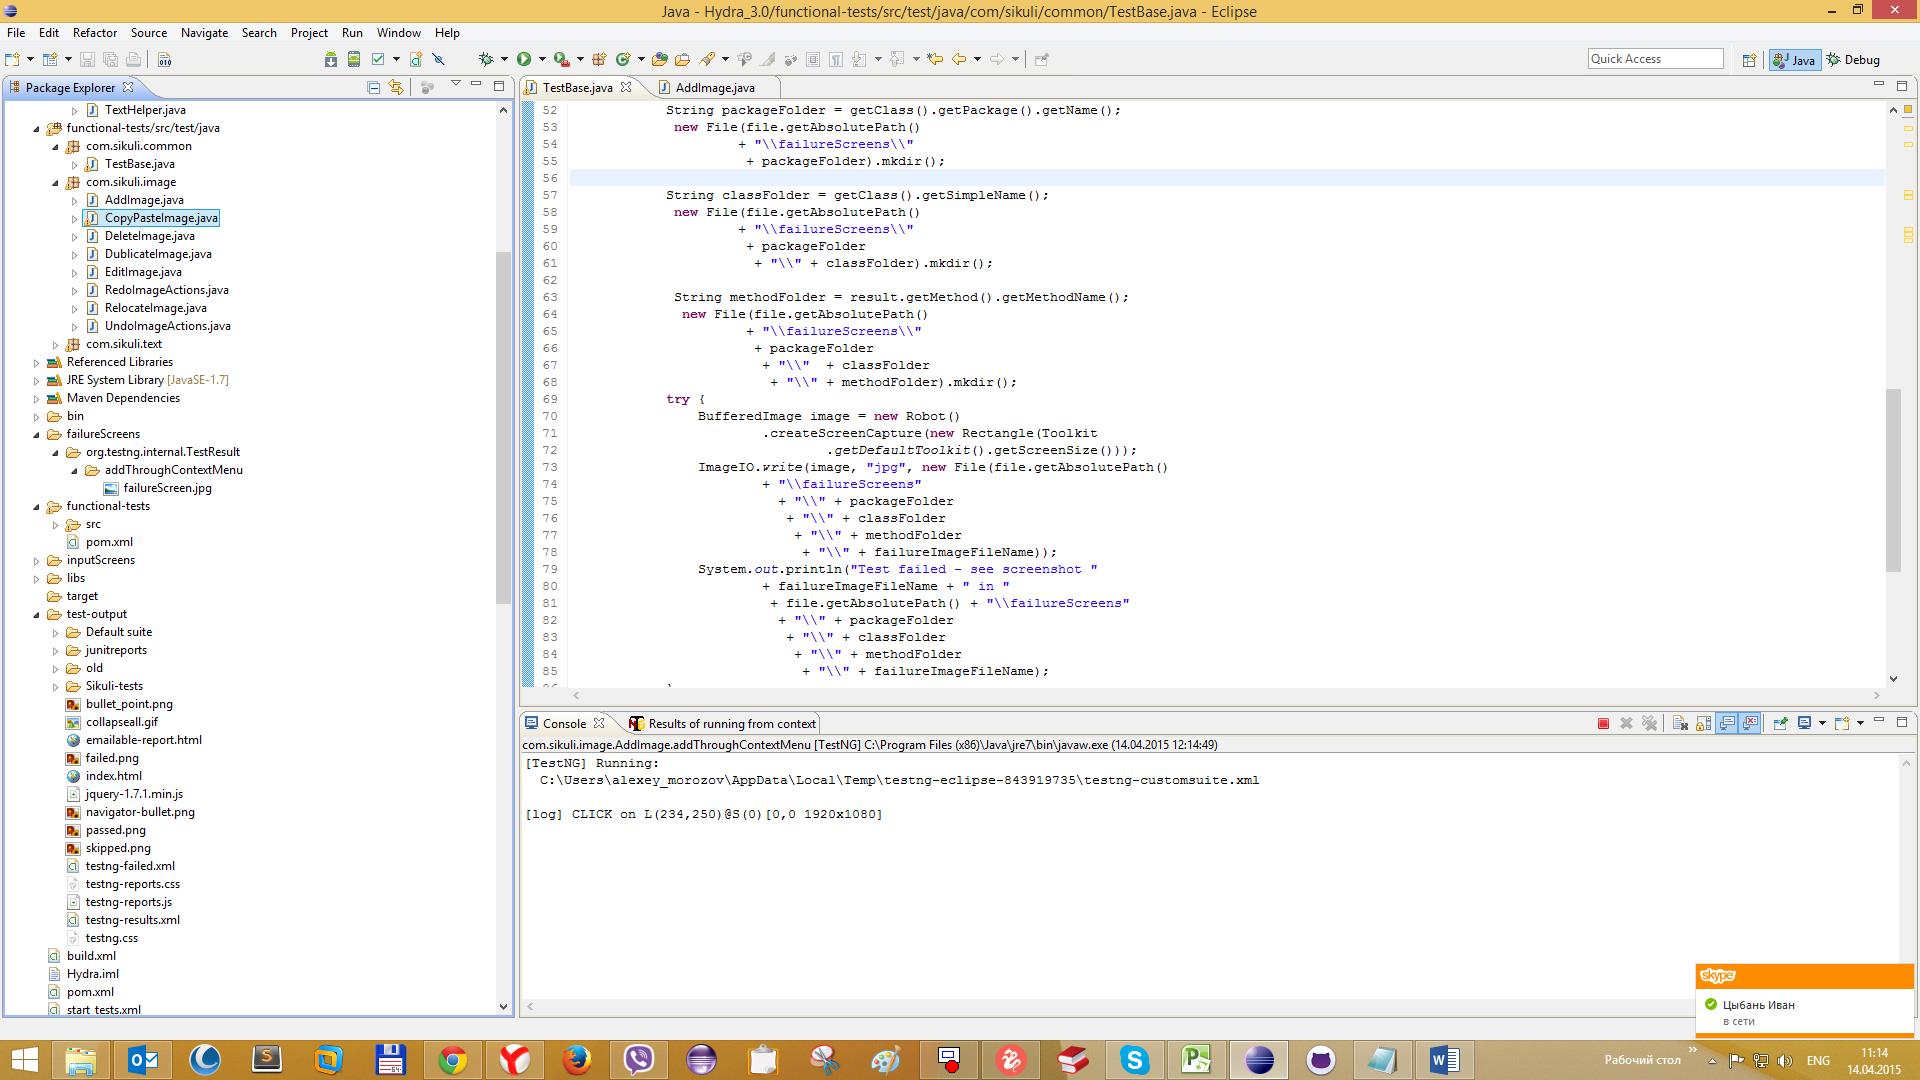 Java - Hydra_3.0/functional-tests/src/test/java/com/sikuli/common/TestBase.java - Eclipse
File Edit Refactor Source Navigate Search Project Run Window Help
Quick Access
Java
Debug
Package Explorer
TextHelper.java
functional-tests/src/test/java
com.sikuli.common
TestBase.java
com.sikuli.image
AddImage.java
CopyPasteImage.java
DeleteImage.java
DublicateImage.java
EditImage.java
RedoImageActions.java
RelocateImage.java
UndoImageActions.java
com.sikuli.text
Referenced Libraries
JRE System Library [JavaSE-1.7]
Maven Dependencies
bin
failureScreens
org.testng.internal.TestResult
addThroughContextMenu
failureScreen.jpg
functional-tests
src
pom.xml
inputScreens
libs
target
test-output
Default suite
junitreports
old
Sikuli-tests
bullet_point.png
collapseall.gif
emailable-report.html
failed.png
index.html
jquery-1.7.1.min.js
navigator-bullet.png
passed.png
skipped.png
testng-failed.xml
testng-reports.css
testng-reports.js
testng-results.xml
testng.css
build.xml
Hydra.iml
pom.xml
start tests.xml
TestBase.java
AddImage.java
52 String packageFolder = getClass().getPackage().getName();
53 new File(file.getAbsolutePath()
54 + "\\failureScreens\\"
55 + packageFolder).mkdir();
56
57 String classFolder = getClass().getSimpleName();
58 new File(file.getAbsolutePath()
59 + "\\failureScreens\\"
60 + packageFolder
61 + "\\" + classFolder).mkdir();
62
63 String methodFolder = result.getMethod().getMethodName();
64 new File(file.getAbsolutePath()
65 + "\\failureScreens\\"
66 + packageFolder
67 + "\\" + classFolder
68 + "\\" + methodFolder).mkdir();
69 try {
70 BufferedImage image = new Robot()
71 .createScreenCapture(new Rectangle(Toolkit
72 .getDefaultToolkit().getScreenSize()));
73 ImageIO.write(image, "jpg", new File(file.getAbsolutePath()
74 + "\\failureScreens"
75 + "\\" + packageFolder
76 + "\\" + classFolder
77 + "\\" + methodFolder
78 + "\\" + failureImageFileName));
79 System.out.println("Test failed - see screenshot "
80 + failureImageFileName + " in "
81 + file.getAbsolutePath() + "\\failureScreens"
82 + "\\" + packageFolder
83 + "\\" + classFolder
84 + "\\" + methodFolder
85 + "\\" + failureImageFileName);
Console
Results of running from context
com.sikuli.image.AddImage.addThroughContextMenu [TestNG] C:\Program Files (x86)\Java\jre7\bin\javaw.exe (14.04.2015 12:14:49)
[TestNG] Running:
C:\Users\alexey_morozov\AppData\Local\Temp\testng-eclipse-843919735\testng-customsuite.xml
[log] CLICK on L(234,250)@S(0)[0,0 1920x1080]
skype
Цыбань Иван
в сети
Рабочий стол
ENG
11:14
14.04.2015